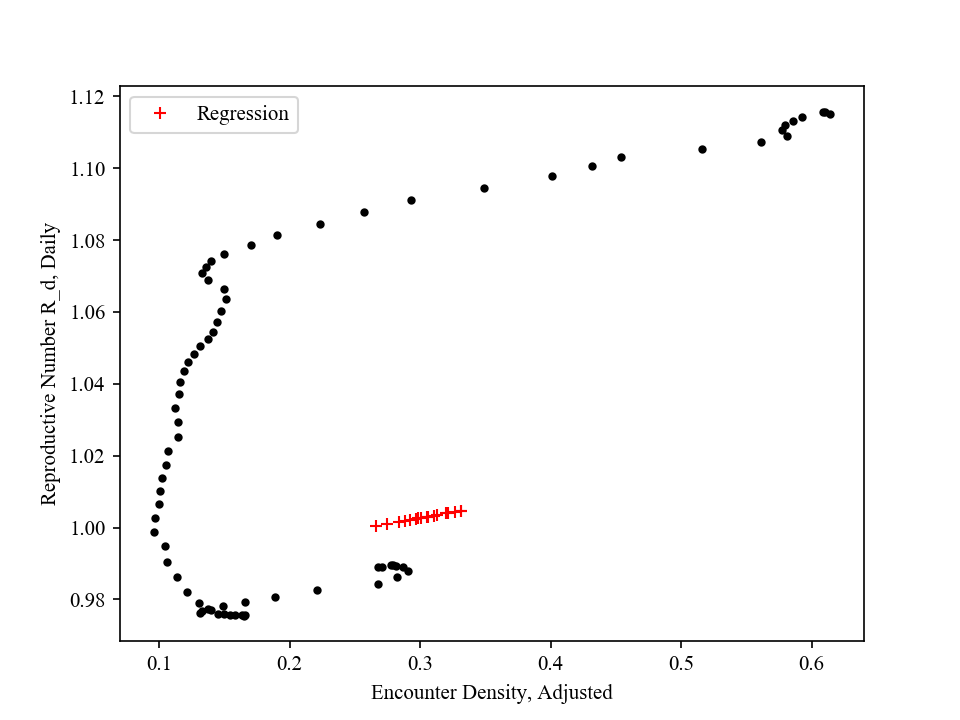 Regression
1.12
1.10
1.08
1.06
1.04
1.02
1.00
0.98
Reproductive Number R_d, Daily
0.1 0.2 0.3 0.4 0.5 0.6
Encounter Density, Adjusted